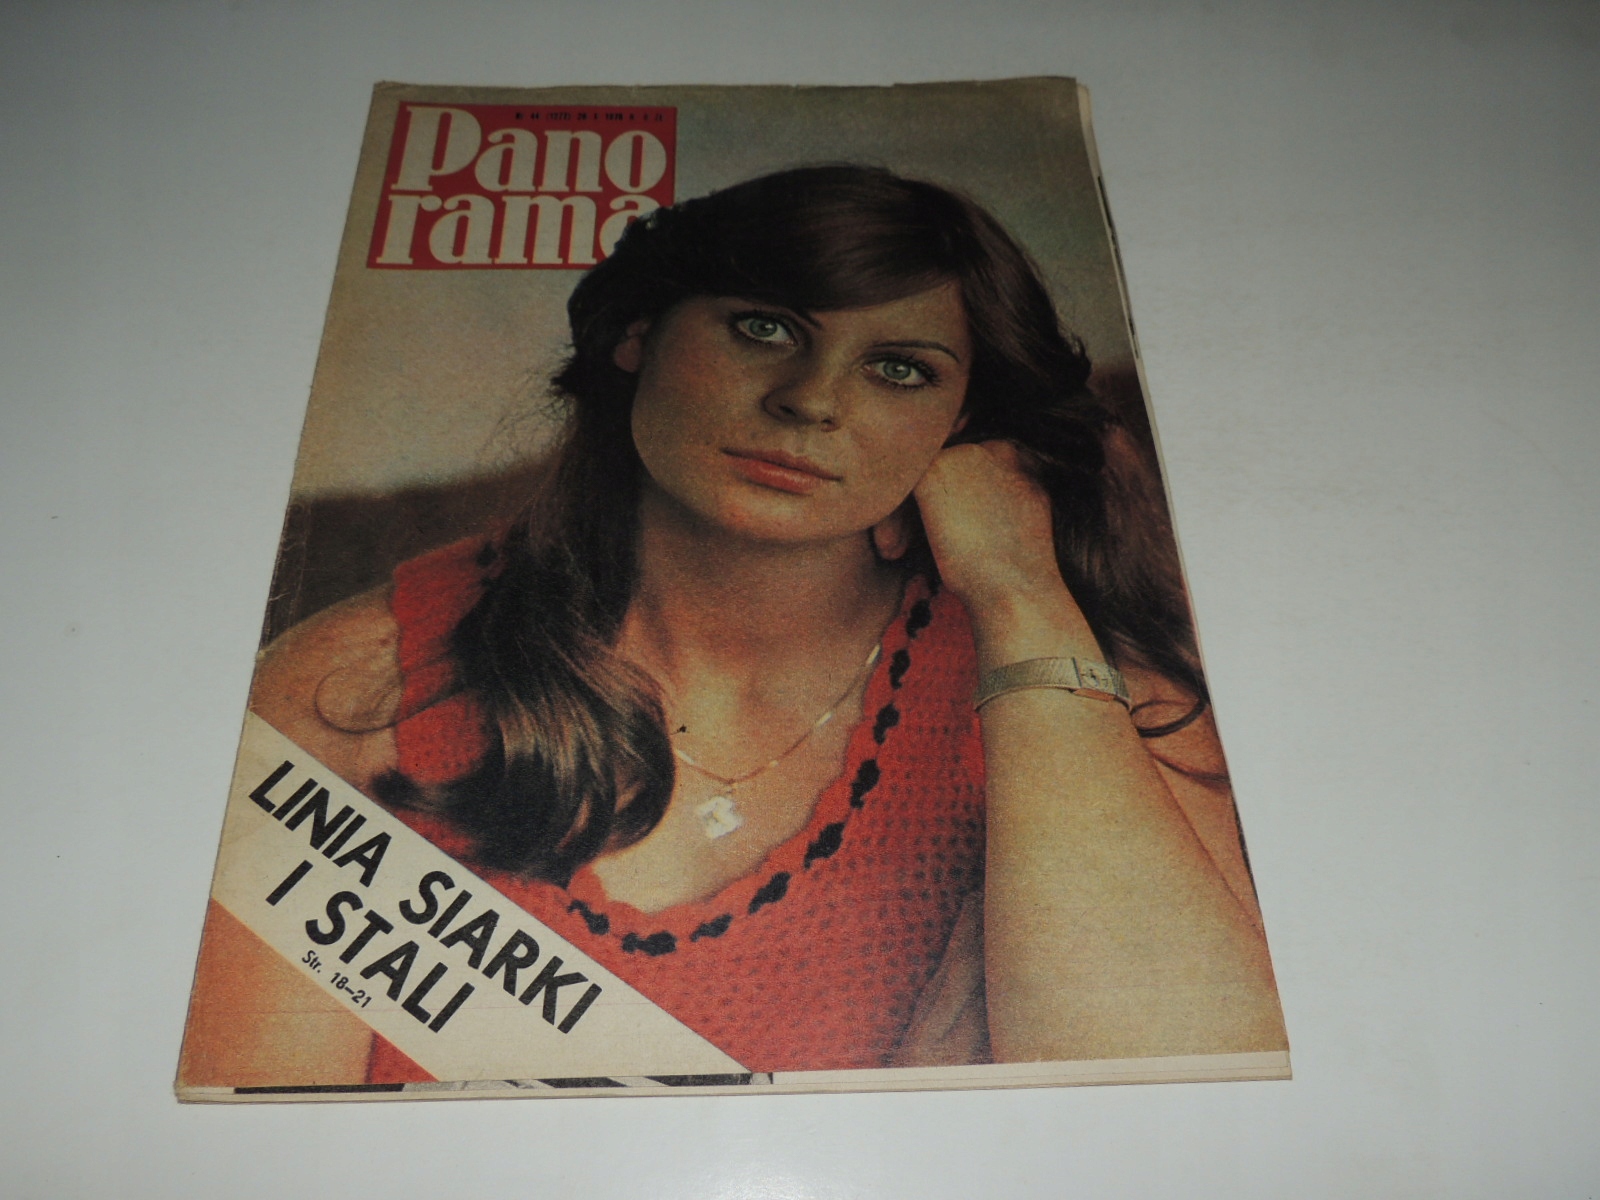 Pano
rama
LINIA SIARKI
I STALI
Str. 18—21